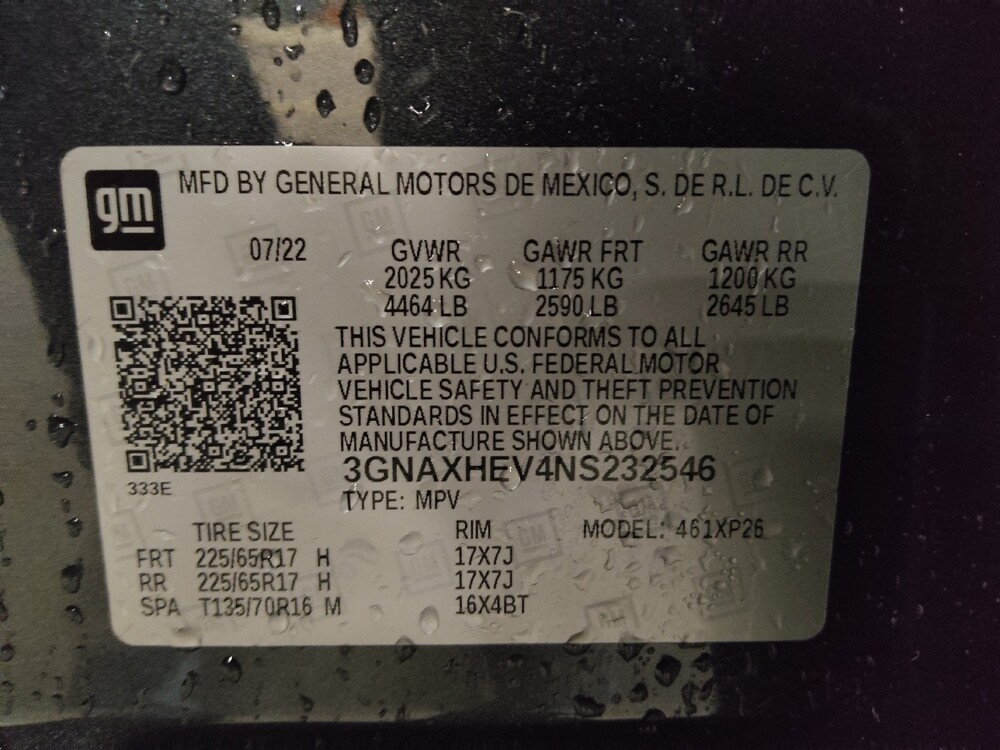 gm
MFD BY GENERAL MOTORS DE MEXICO, S. DE R.L. DE C.V.
07/22 GVWR GAWR FRT GAWR RR
2025 KG 1175 KG 1200 KG
4464 LB 2590 LB 2645 LB
THIS VEHICLE CONFORMS TO ALL
APPLICABLE U.S. FEDERAL MOTOR
VEHICLE SAFETY AND THEFT PREVENTION
STANDARDS IN EFFECT ON THE DATE OF
MANUFACTURE SHOWN ABOVE.
3GNAXHEV4NS232546
333E
TYPE: MPV
TIRE SIZE RIM MODEL: 461XP26
FRT 225/65R17 H 17X7J
RR 225/65R17 H 17X7J
SPA T135/70R16 M 16X4BT